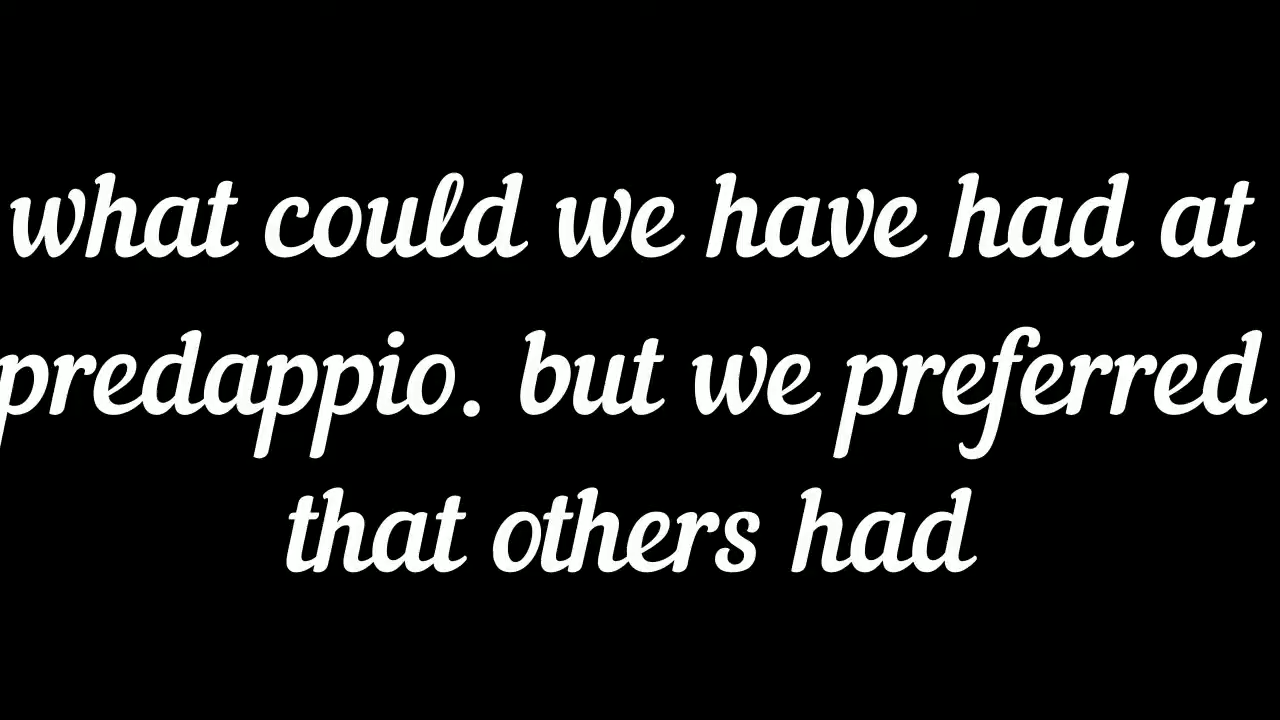 what could we have had at
predappio. but we preferred
that others had